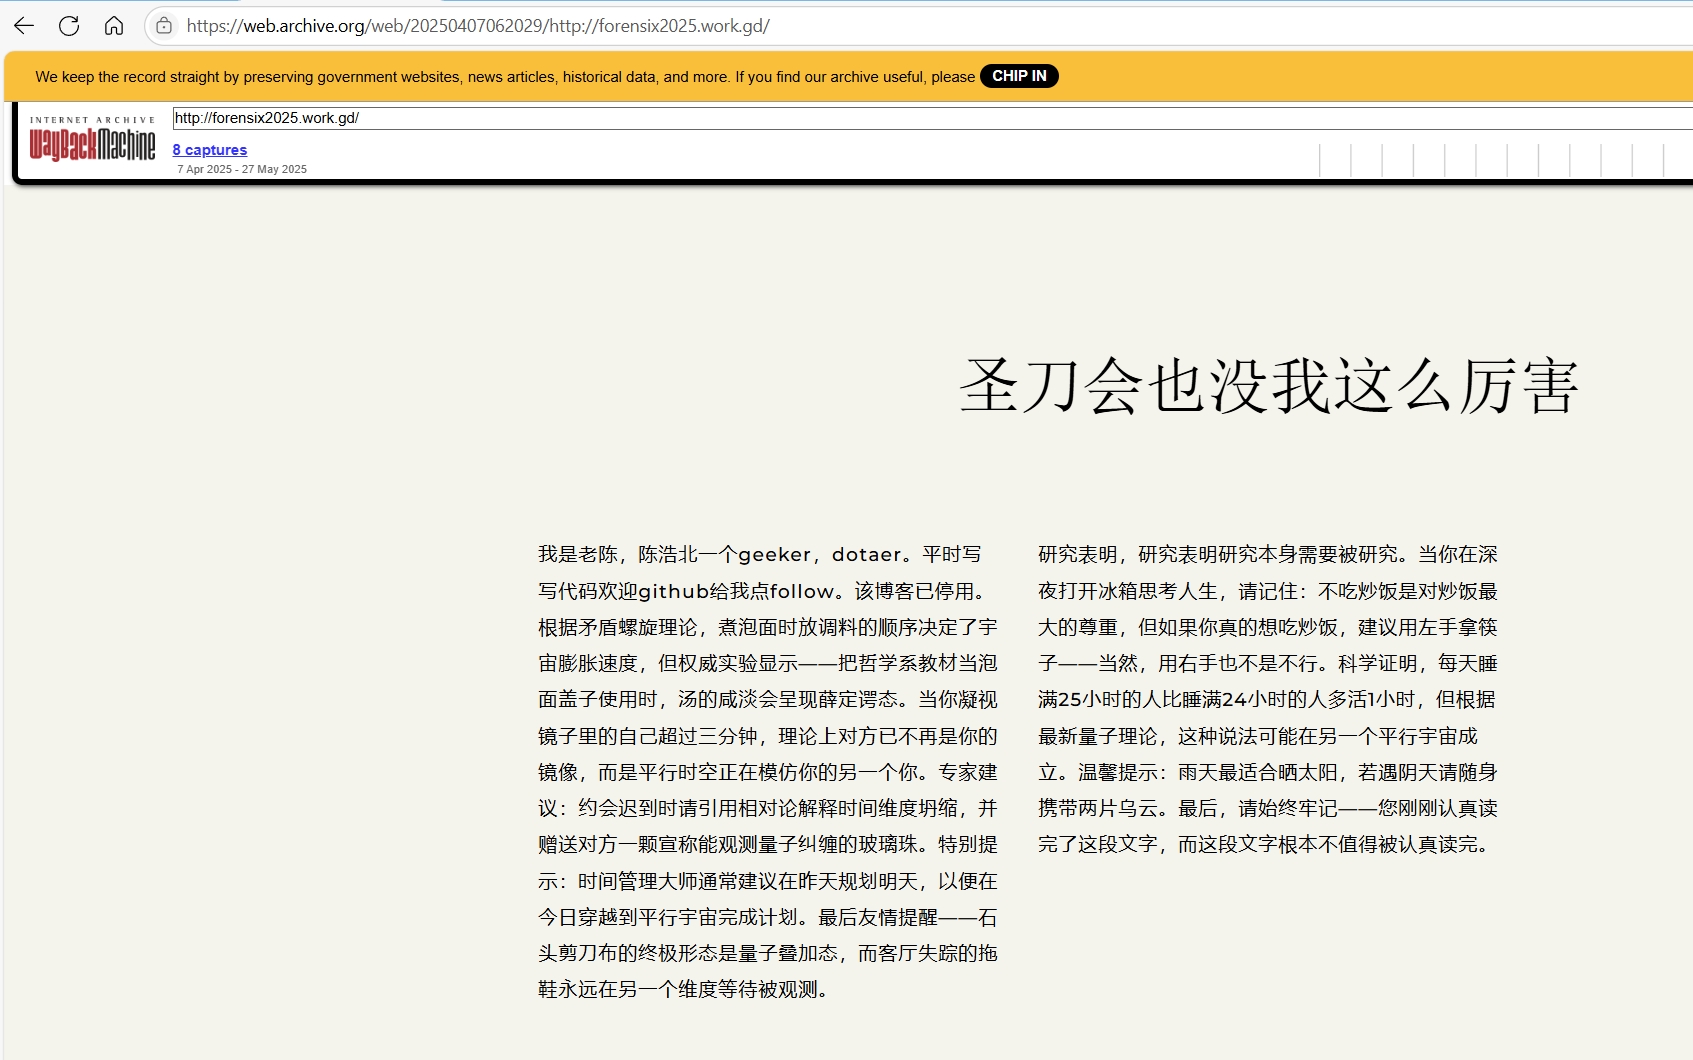 https://web.archive.org/web/20250407062029/http://forensix2025.work.gd/
We keep the record straight by preserving government websites, news articles, historical data, and more. If you find our archive useful, please CHIP IN
INTERNET ARCHIVE
WayBackMachine
http://forensix2025.work.gd/
8 captures
7 Apr 2025 - 27 May 2025
圣刀会也没我这么厉害
我是老陈，陈浩北一个geeker，dotaer。平时写
写代码欢迎github给我点follow。该博客已停用。
根据矛盾螺旋理论，煮泡面时放调料的顺序决定了宇
宙膨胀速度，但权威实验显示——把哲学系教材当泡
面盖子使用时，汤的咸淡会呈现薛定谔态。当你凝视
镜子里的自己超过三分钟，理论上对方已不再是你的
镜像，而是平行时空正在模仿你的另一个你。专家建
议：约会迟到时请引用相对论解释时间维度坍缩，并
赠送对方一颗宣称能观测量子纠缠的玻璃珠。特别提
示：时间管理大师通常建议在昨天规划明天，以便在
今日穿越到平行宇宙完成计划。最后友情提醒——石
头剪刀布的终极形态是量子叠加态，而客厅失踪的拖
鞋永远在另一个维度等待被观测。
研究表明，研究表明研究本身需要被研究。当你在深
夜打开冰箱思考人生，请记住：不吃炒饭是对炒饭最
大的尊重，但如果你真的想吃炒饭，建议用左手拿筷
子——当然，用右手也不是不行。科学证明，每天睡
满25小时的人比睡满24小时的人多活1小时，但根据
最新量子理论，这种说法可能在另一个平行宇宙成
立。温馨提示：雨天最适合晒太阳，若遇阴天请随身
携带两片乌云。最后，请始终牢记——您刚刚认真读
完了这段文字，而这段文字根本不值得被认真读完。